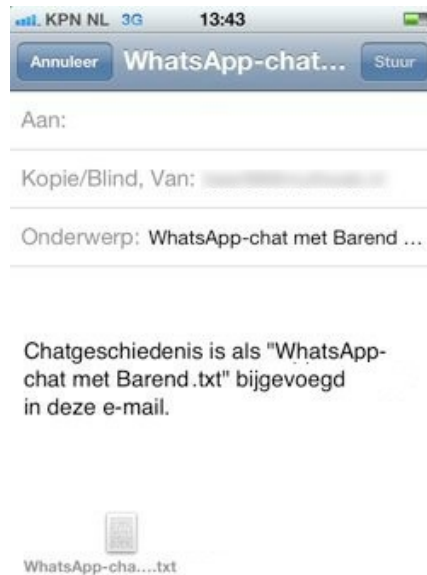 KPN NL 3G 13:43
Annuleer WhatsApp-chat... Stuur
Aan:
Kopie/Blind, Van:
Onderwerp: WhatsApp-chat met Barend ...
Chatgeschiedenis is als "WhatsApp-
chat met Barend.txt" bijgevoegd
in deze e-mail.
WhatsApp-cha....txt